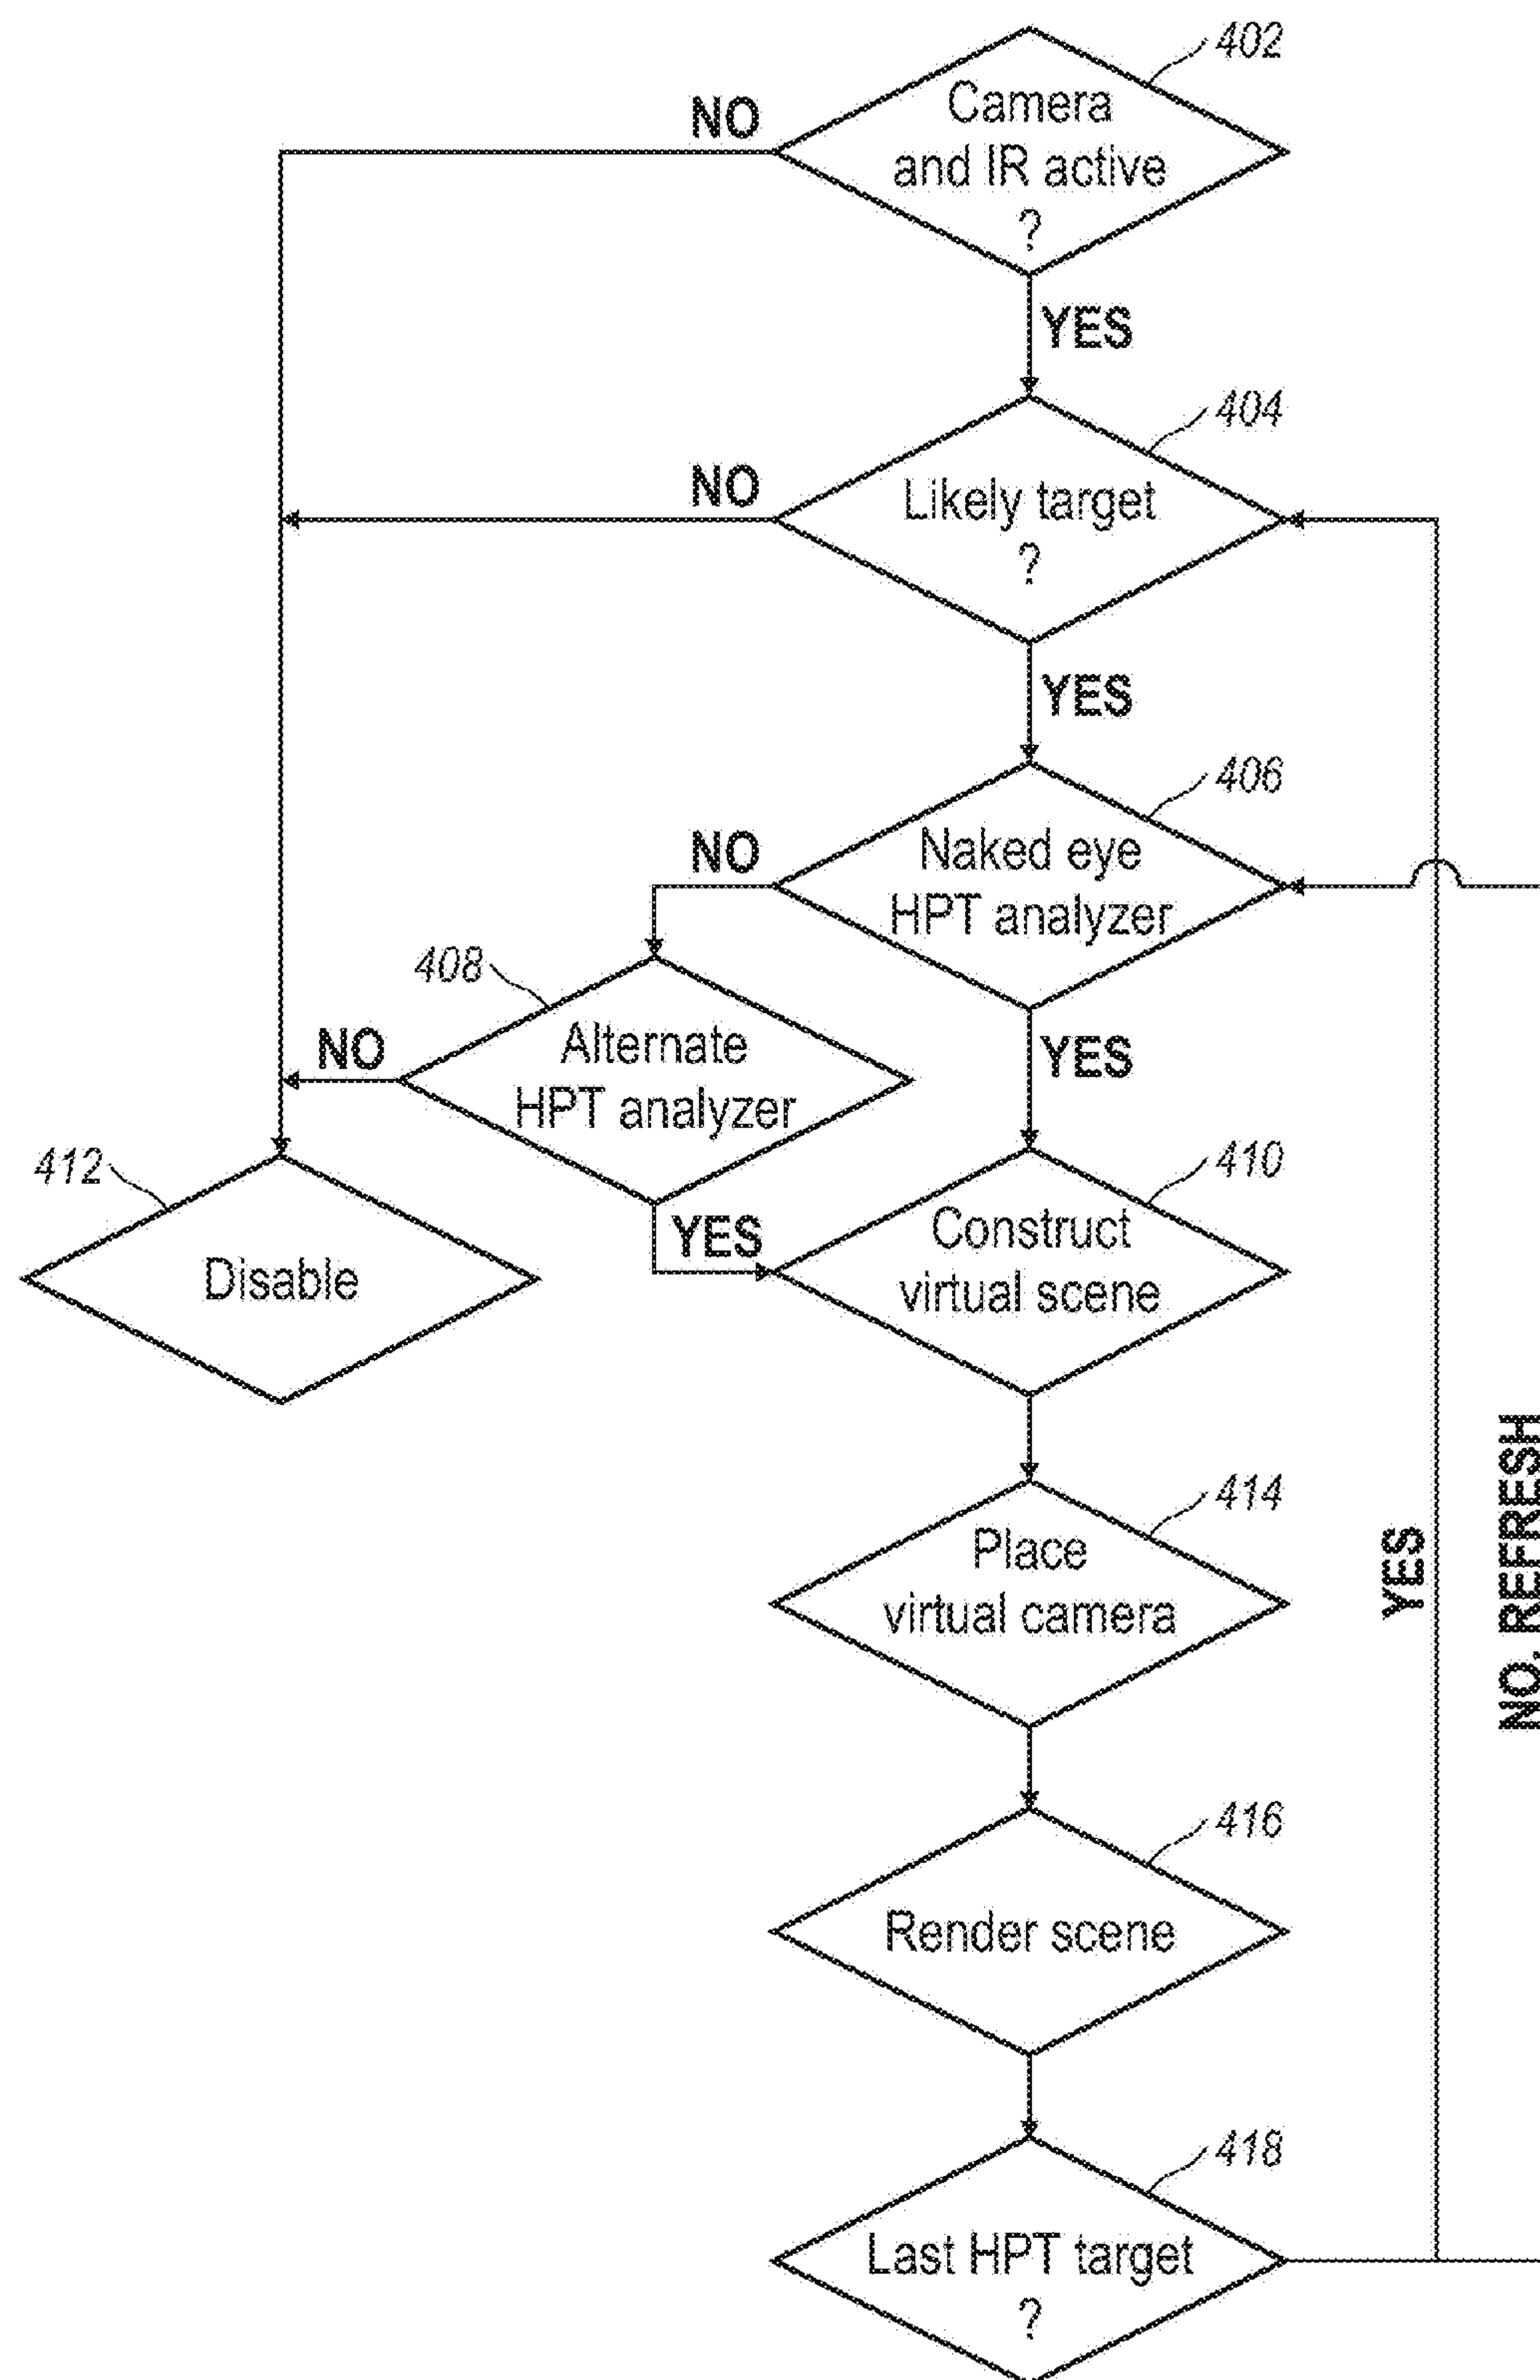 402
Camera
and IR active
?
NO
YES
404
Likely target
?
NO
YES
406
Naked eye
HPT analyzer
NO
YES
408
Alternate
HPT analyzer
NO
YES
410
Construct
virtual scene
412
Disable
414
Place
virtual camera
416
Render scene
418
Last HPT target
?
YES
NO, REFRESH